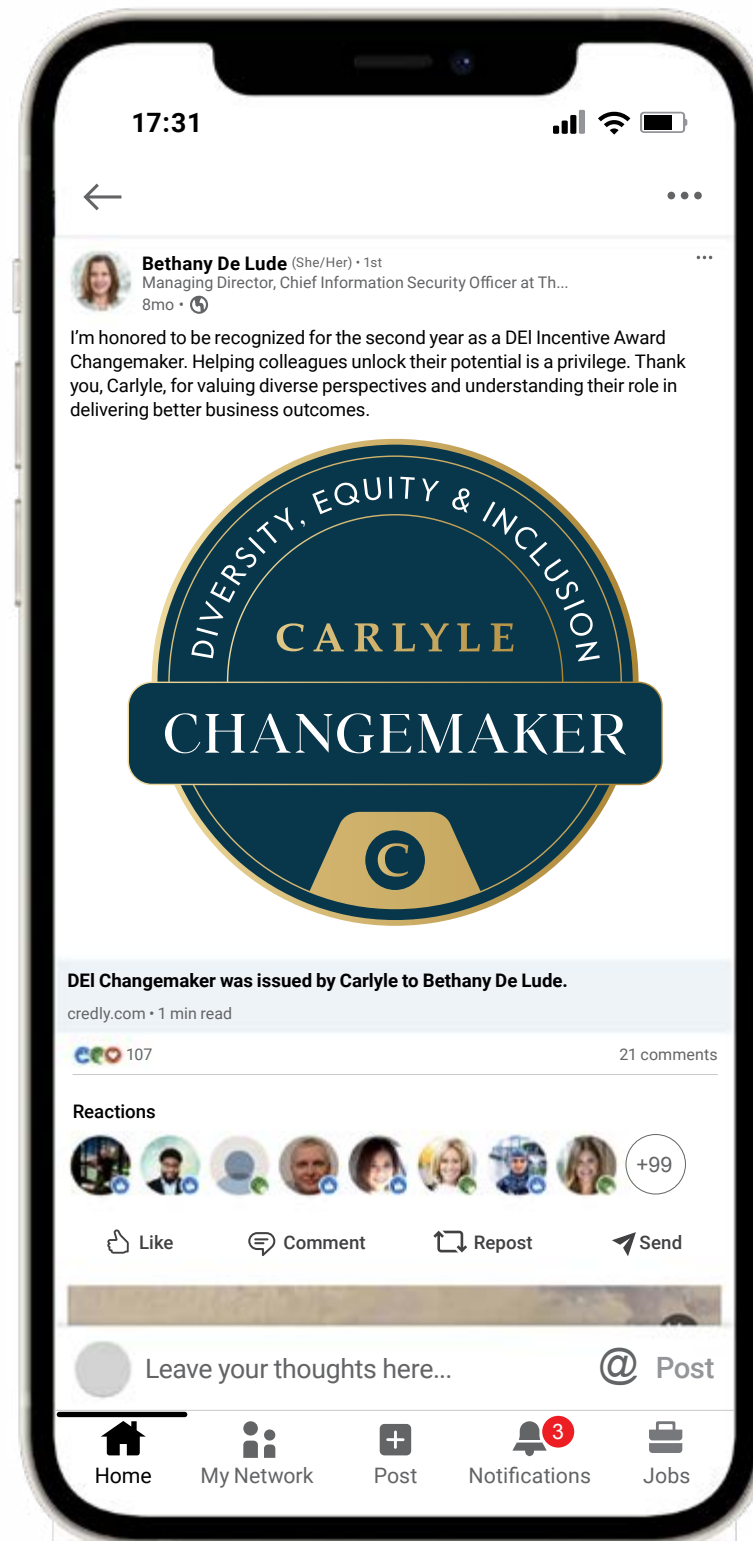 17:31
Bethany De Lude (She/Her) • 1st
Managing Director, Chief Information Security Officer at Th...
8mo •
I’m honored to be recognized for the second year as a DEI Incentive Award
Changemaker. Helping colleagues unlock their potential is a privilege. Thank
you, Carlyle, for valuing diverse perspectives and understanding their role in
delivering better business outcomes.
DIVERSITY, EQUITY & INCLUSION
CARLYLE
CHANGEMAKER
C
DEI Changemaker was issued by Carlyle to Bethany De Lude.
credly.com • 1 min read
107
21 comments
Reactions
+99
Like
Comment
Repost
Send
Leave your thoughts here...
@ Post
3
Home
My Network
Post
Notifications
Jobs